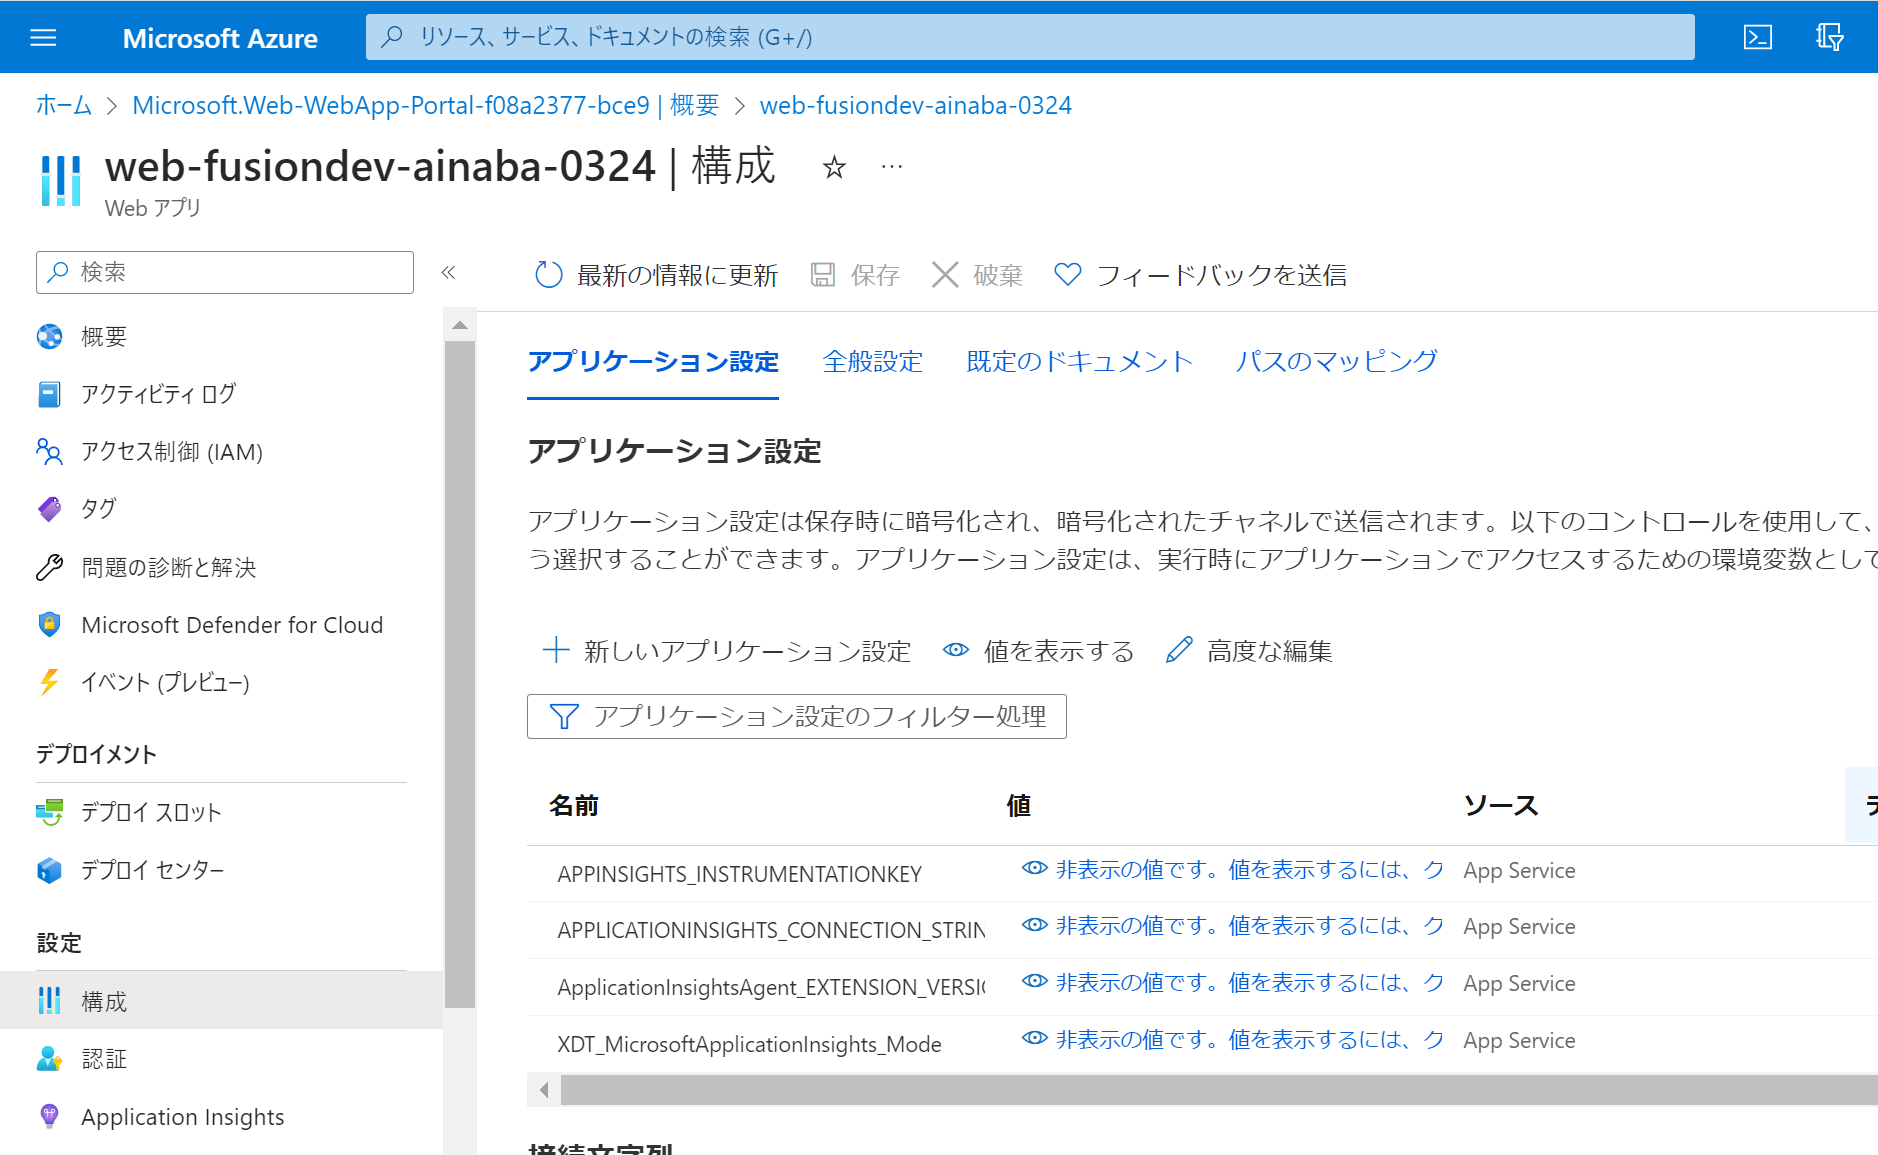 Microsoft Azure
リソース、サービス、ドキュメントの検索 (G+/)
ホーム > Microsoft.Web-WebApp-Portal-f08a2377-bce9 | 概要 > web-fusiondev-ainaba-0324
web-fusiondev-ainaba-0324 | 構成 ☆ …
Web アプリ
検索
«
概要
アクティビティ ログ
アクセス制御 (IAM)
タグ
問題の診断と解決
Microsoft Defender for Cloud
イベント (プレビュー)
デプロイメント
デプロイ スロット
デプロイ センター
設定
構成
認証
Application Insights
最新の情報に更新 保存 破棄 フィードバックを送信
アプリケーション設定 全般設定 既定のドキュメント パスのマッピング
アプリケーション設定
アプリケーション設定は保存時に暗号化され、暗号化されたチャネルで送信されます。以下のコントロールを使用して、
う選択することができます。アプリケーション設定は、実行時にアプリケーションでアクセスするための環境変数として
新しいアプリケーション設定 値を表示する 高度な編集
アプリケーション設定のフィルター処理
名前 値 ソース
APPINSIGHTS_INSTRUMENTATIONKEY 非表示の値です。値を表示するには、ク App Service
APPLICATIONINSIGHTS_CONNECTION_STRIN 非表示の値です。値を表示するには、ク App Service
ApplicationInsightsAgent_EXTENSION_VERSI 非表示の値です。値を表示するには、ク App Service
XDT_MicrosoftApplicationInsights_Mode 非表示の値です。値を表示するには、ク App Service
接続文字列